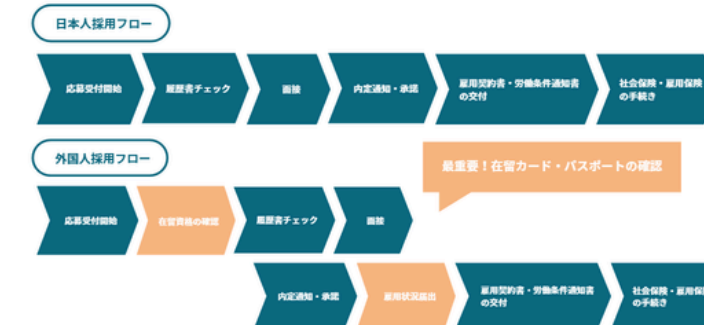 日本人採用フロー
応募受付開始
履歴書チェック
面接
内定通知・承諾
雇用契約書・労働条件通知書
の交付
社会保険・雇用保険
の手続き
外国人採用フロー
最重要！在留カード・パスポートの確認
応募受付開始
在留資格の確認
履歴書チェック
面接
内定通知・承諾
雇用状況届出
雇用契約書・労働条件通知書
の交付
社会保険・雇用保
の手続き